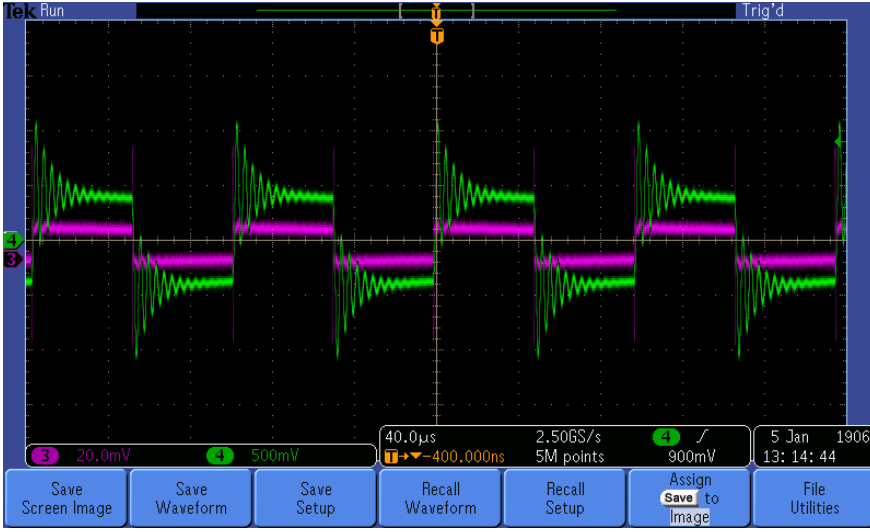 Tek Run Trig'd
T
T
4
3
3 20.0mV 4 500mV
40.0µs 2.50GS/s 4 5 Jan 1906
T→▼−400.000ns 5M points 900mV 13:14:44
Save Screen Image
Save Waveform
Save Setup
Recall Waveform
Recall Setup
Assign Save to Image
File Utilities